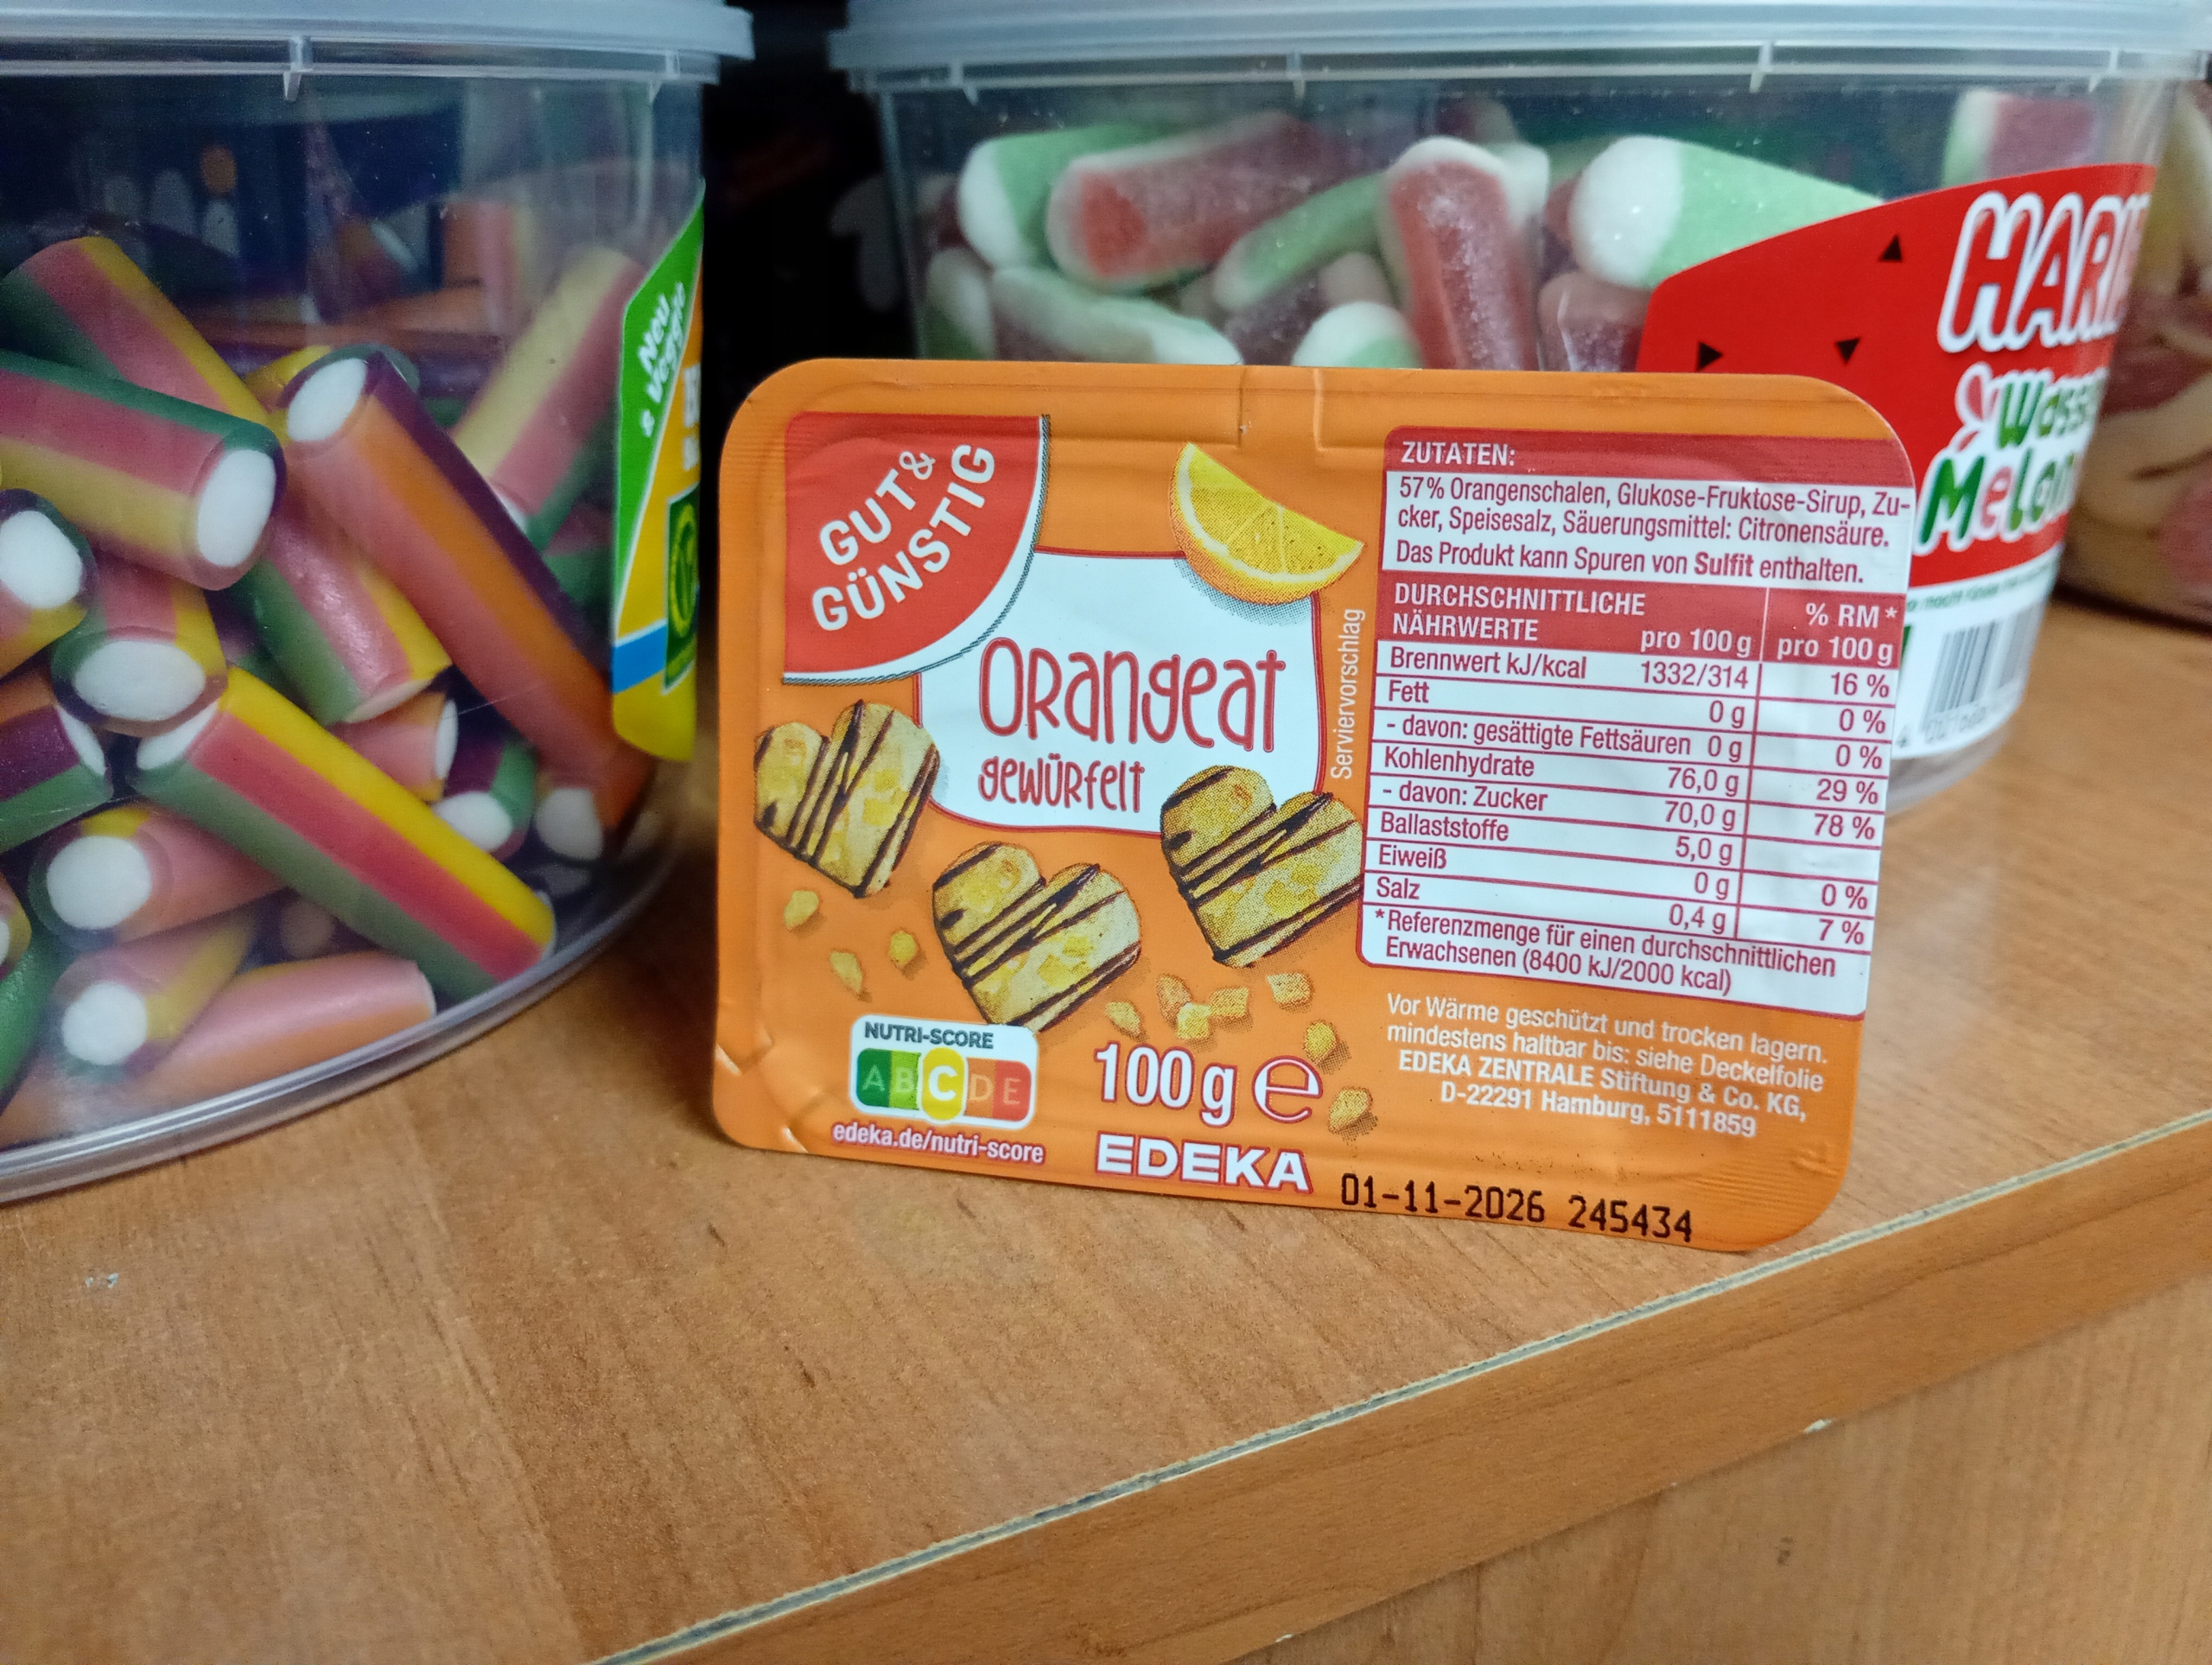 Neu
& Veggie
HARI
Wass
Melon
GUT&
GÜNSTIG
ORangeat
gewÜRfelt
Serviervorschlag
ZUTATEN:
57% Orangenschalen, Glukose-Fruktose-Sirup, Zu-
cker, Speisesalz, Säuerungsmittel: Citronensäure.
Das Produkt kann Spuren von Sulfit enthalten.
DURCHSCHNITTLICHE NÄHRWERTE pro 100 g % RM* pro 100 g
Brennwert kJ/kcal 1332/314 16 %
Fett 0 g 0 %
- davon: gesättigte Fettsäuren 0 g 0 %
Kohlenhydrate 76,0 g 29 %
- davon: Zucker 70,0 g 78 %
Ballaststoffe 5,0 g
Eiweiß 0 g 0 %
Salz 0,4 g 7 %
*Referenzmenge für einen durchschnittlichen
Erwachsenen (8400 kJ/2000 kcal)
Vor Wärme geschützt und trocken lagern.
mindestens haltbar bis: siehe Deckelfolie
EDEKA ZENTRALE Stiftung & Co. KG,
D-22291 Hamburg, 5111859
NUTRI-SCORE
A B C D E
edeka.de/nutri-score
100 g e
EDEKA
01-11-2026 245434